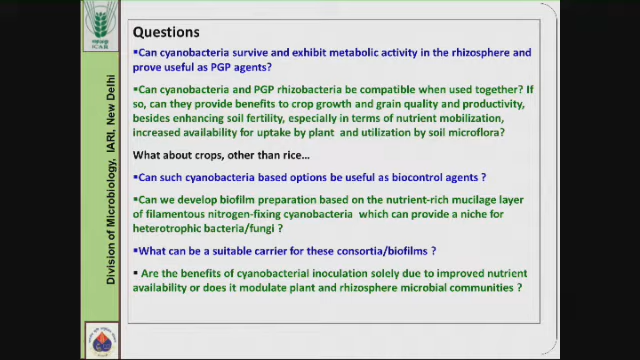 ICAR
Division of Microbiology, IARI, New Delhi
Questions
▪Can cyanobacteria survive and exhibit metabolic activity in the rhizosphere and
prove useful as PGP agents?
▪Can cyanobacteria and PGP rhizobacteria be compatible when used together? If
so, can they provide benefits to crop growth and grain quality and productivity,
besides enhancing soil fertility, especially in terms of nutrient mobilization,
increased availability for uptake by plant and utilization by soil microflora?
What about crops, other than rice...
▪Can such cyanobacteria based options be useful as biocontrol agents ?
▪Can we develop biofilm preparation based on the nutrient-rich mucilage layer
of filamentous nitrogen-fixing cyanobacteria which can provide a niche for
heterotrophic bacteria/fungi ?
▪What can be a suitable carrier for these consortia/biofilms ?
▪ Are the benefits of cyanobacterial inoculation solely due to improved nutrient
availability or does it modulate plant and rhizosphere microbial communities ?